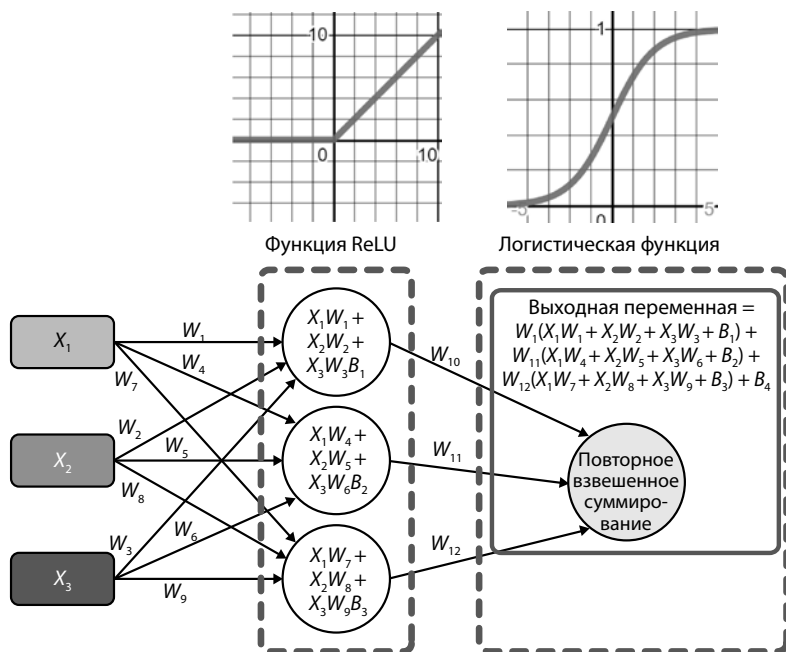 10
0
10
1
-5
0
5
Функция ReLU
Логистическая функция
X₁
X₂
X₃
W₁
W₄
W₇
W₂
W₅
W₈
W₃
W₆
W₉
X₁W₁ +
X₂W₂ +
X₃W₃B₁
X₁W₄ +
X₂W₅ +
X₃W₆B₂
X₁W₇ +
X₂W₈ +
X₃W₉B₃
W₁₀
W₁₁
W₁₂
Выходная переменная =
W₁(X₁W₁ + X₂W₂ + X₃W₃ + B₁) +
W₁₁(X₁W₄ + X₂W₅ + X₃W₆ + B₂) +
W₁₂(X₁W₇ + X₂W₈ + X₃W₉ + B₃) + B₄
Повторное
взвешенное
суммиро-
вание